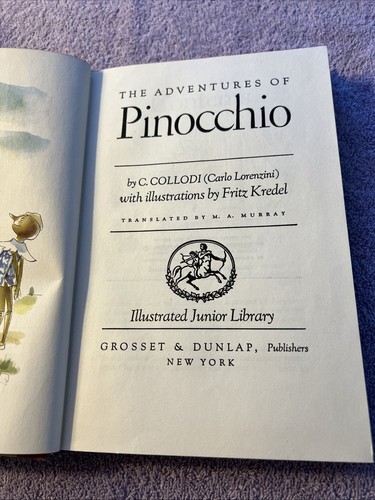 THE ADVENTURES OF
Pinocchio
by C. COLLODI (Carlo Lorenzini)
with illustrations by Fritz Kredel
TRANSLATED BY M. A. MURRAY
Illustrated Junior Library
GROSSET & DUNLAP, Publishers
NEW YORK